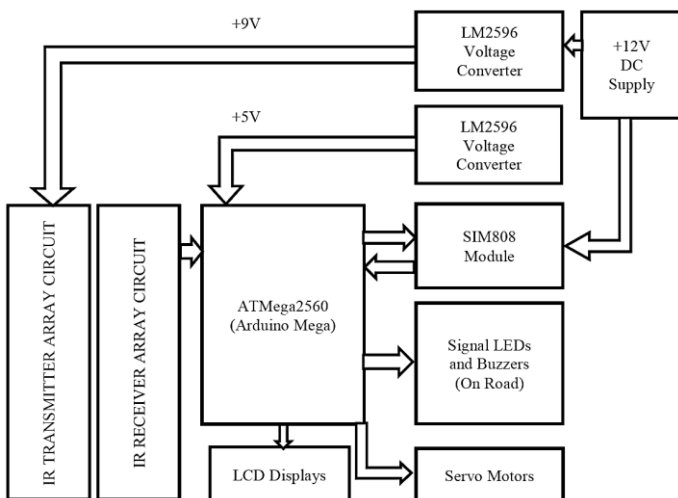 +9V
LM2596
Voltage
Converter
+12V
DC
Supply
+5V
LM2596
Voltage
Converter
IR TRANSMITTER ARRAY CIRCUIT
IR RECEIVER ARRAY CIRCUIT
ATMega2560
(Arduino Mega)
SIM808
Module
Signal LEDs
and Buzzers
(On Road)
LCD Displays
Servo Motors